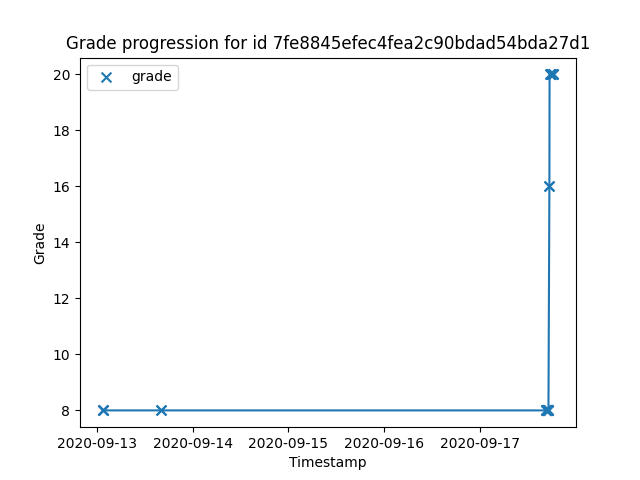 Grade progression for id 7fe8845efec4fea2c90bdad54bda27d1
grade
20
18
16
14
12
10
8
Grade
2020-09-13 2020-09-14 2020-09-15 2020-09-16 2020-09-17
Timestamp